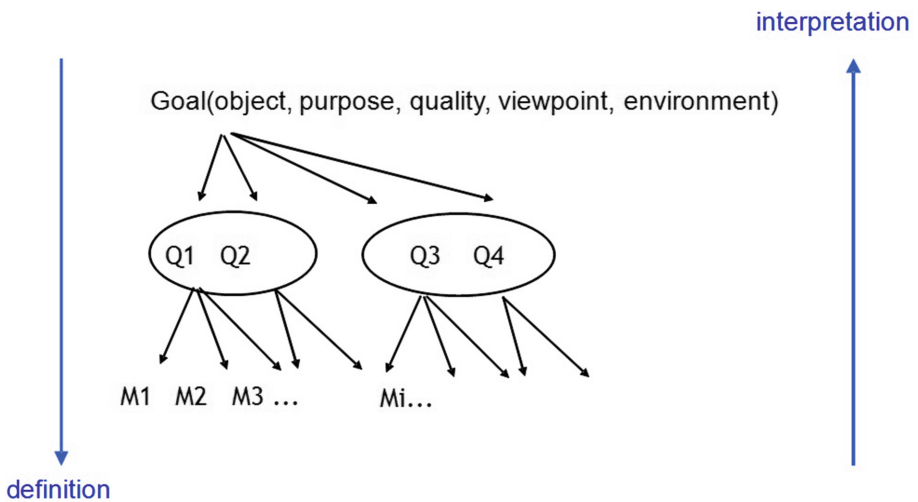 interpretation
Goal(object, purpose, quality, viewpoint, environment)
Q1 Q2 Q3 Q4
M1 M2 M3 ... Mi...
definition